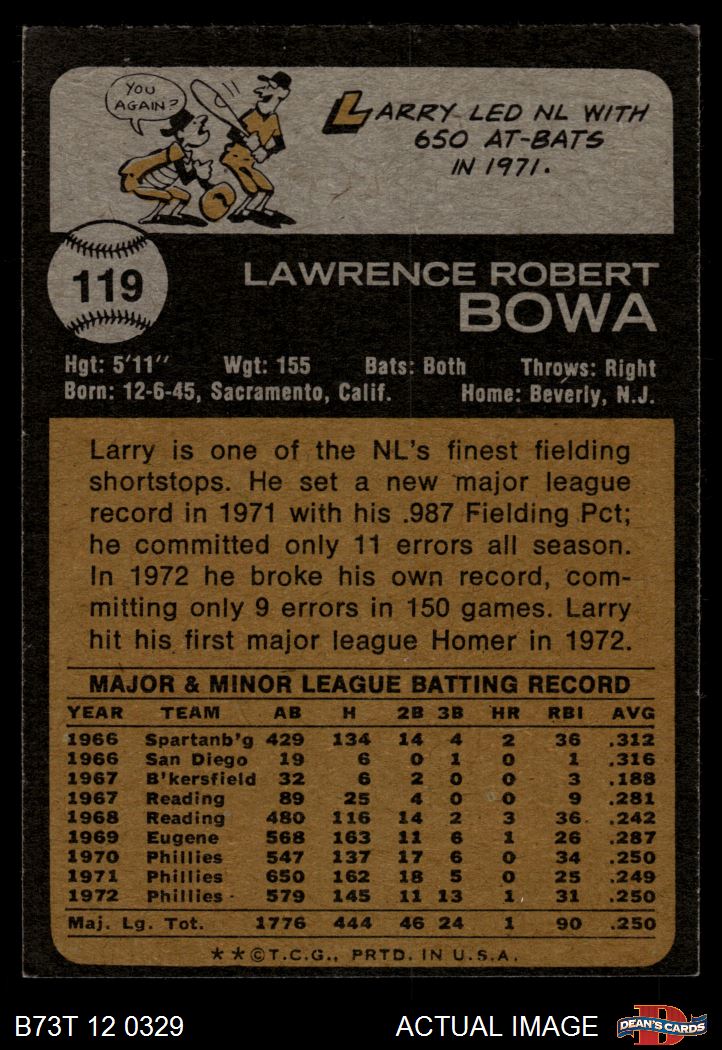 YOU
AGAIN?
LARRY LED NL WITH
650 AT-BATS
IN 1971.
119
LAWRENCE ROBERT
BOWA
Hgt: 5'11" Wgt: 155 Bats: Both Throws: Right
Born: 12-6-45, Sacramento, Calif. Home: Beverly, N.J.
Larry is one of the NL's finest fielding
shortstops. He set a new major league
record in 1971 with his .987 Fielding Pct;
he committed only 11 errors all season.
In 1972 he broke his own record, com-
mitting only 9 errors in 150 games. Larry
hit his first major league Homer in 1972.
MAJOR & MINOR LEAGUE BATTING RECORD
YEAR TEAM AB H 2B 3B HR RBI AVG
1966 Spartanb'g 429 134 14 4 2 36 .312
1966 San Diego 19 6 0 1 0 1 .316
1967 B'kersfield 32 6 2 0 0 3 .188
1967 Reading 89 25 4 0 0 9 .281
1968 Reading 480 116 14 2 3 36 .242
1969 Eugene 568 163 11 6 1 26 .287
1970 Phillies 547 137 17 6 0 34 .250
1971 Phillies 650 162 18 5 0 25 .249
1972 Phillies 579 145 11 13 1 31 .250
Maj. Lg. Tot. 1776 444 46 24 1 90 .250
**©T.C.G., PRTD. IN U.S.A.
B73T 12 0329 ACTUAL IMAGE
D
DEAN'S CARDS